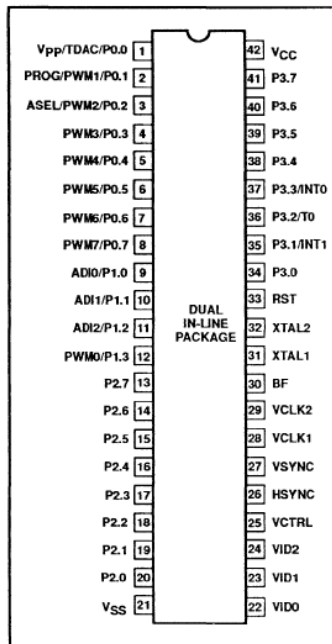 VPP/TDAC/P0.0 1 42 VCC
PROG/PWM1/P0.1 2 41 P3.7
ASEL/PWM2/P0.2 3 40 P3.6
PWM3/P0.3 4 39 P3.5
PWM4/P0.4 5 38 P3.4
PWM5/P0.5 6 37 P3.3/INT0
PWM6/P0.6 7 36 P3.2/T0
PWM7/P0.7 8 35 P3.1/INT1
ADI0/P1.0 9 34 P3.0
ADI1/P1.1 10 33 RST
DUAL
IN-LINE
PACKAGE
ADI2/P1.2 11 32 XTAL2
PWM0/P1.3 12 31 XTAL1
P2.7 13 30 BF
P2.6 14 29 VCLK2
P2.5 15 28 VCLK1
P2.4 16 27 VSYNC
P2.3 17 26 HSYNC
P2.2 18 25 VCTRL
P2.1 19 24 VID2
P2.0 20 23 VID1
VSS 21 22 VID0